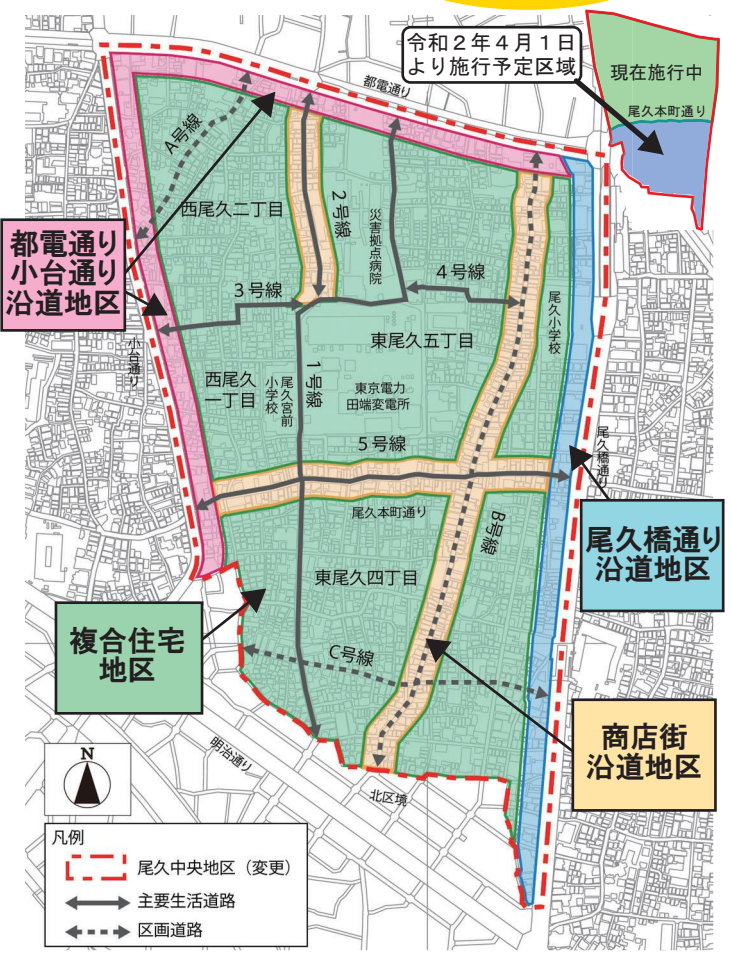 令和2年4月1日
より施行予定区域
現在施行中
尾久本町通り
都電通り
A号線
西尾久二丁目
2号線
災害拠点病院
都電通り
小台通り
沿道地区
3号線
4号線
尾久小学校
小台通り
東尾久五丁目
西尾久
一丁目
尾久宮前
小学校
1号線
東京電力
田端変電所
5号線
尾久橋通り
尾久本町通り
B号線
尾久橋通り
沿道地区
東尾久四丁目
複合住宅
地区
C号線
商店街
沿道地区
明治通り
北区境
N
凡例
尾久中央地区（変更）
主要生活道路
区画道路